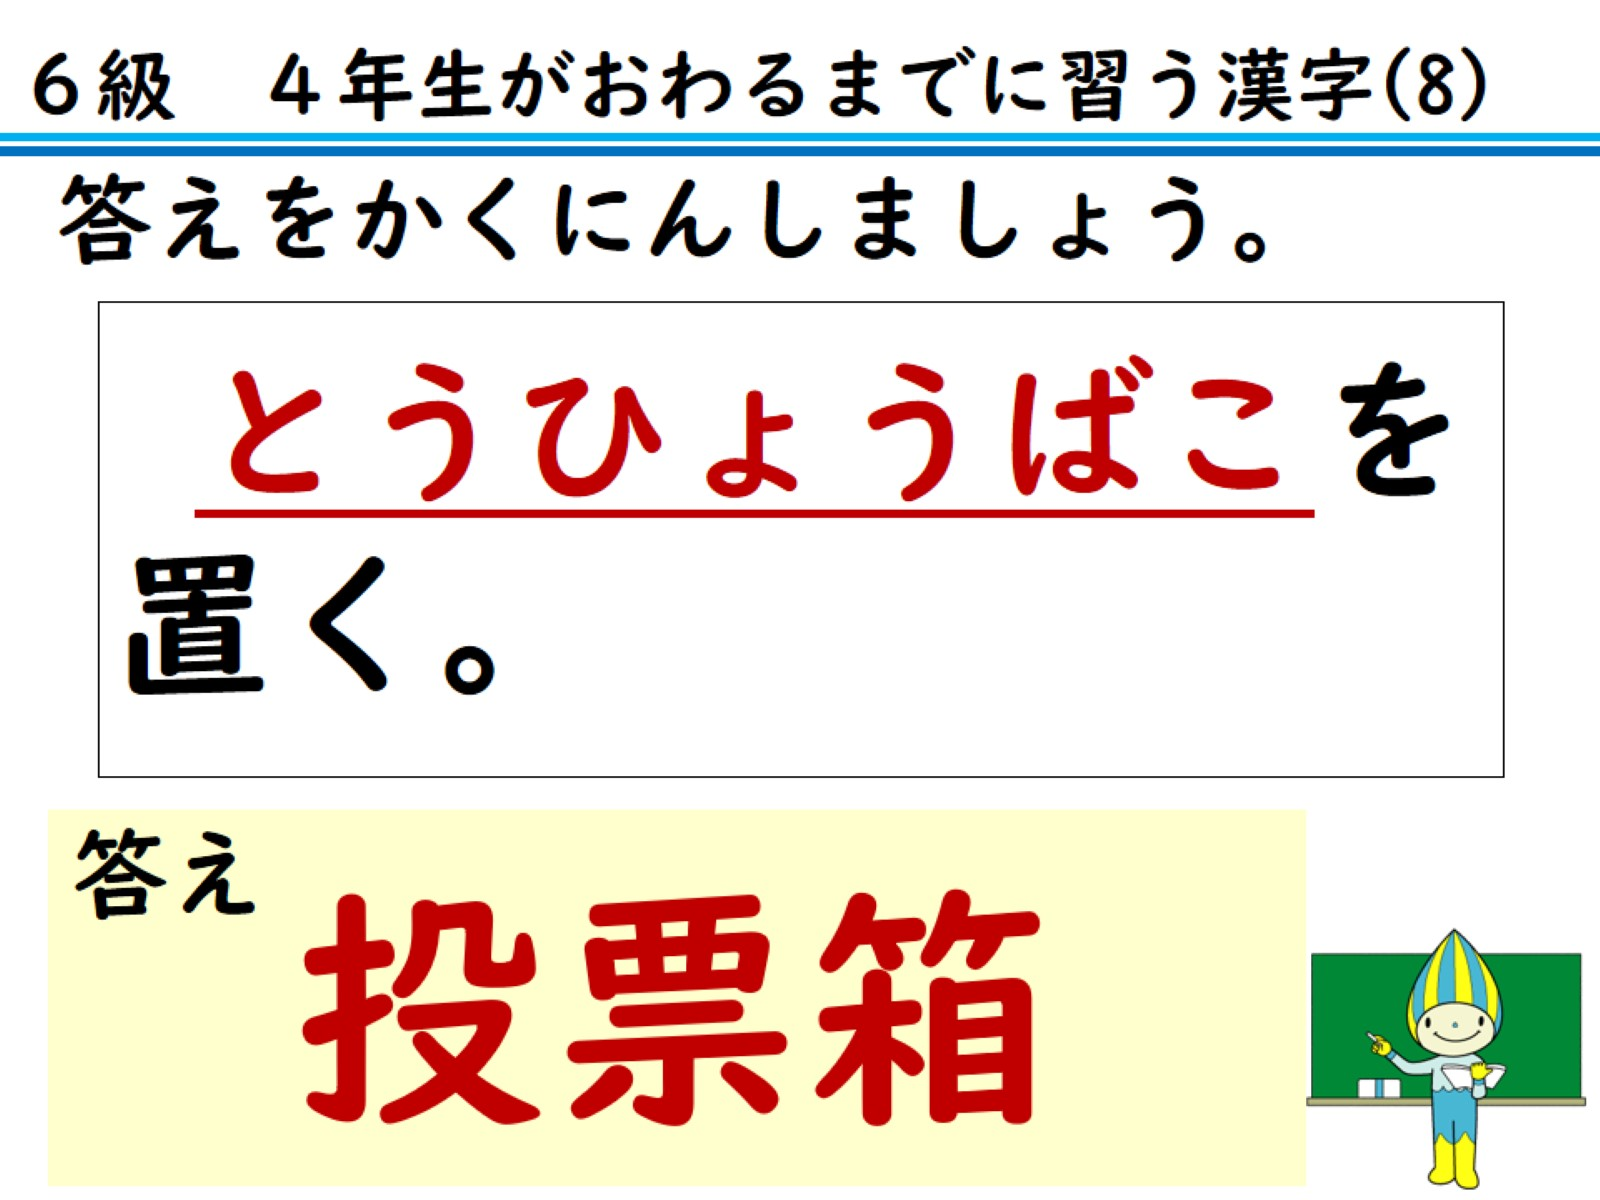 ６級　４年生がおわるまでに習う漢字(8)
答えをかくにんしましょう。
とうひょうばこを
置く。
答え
投票箱